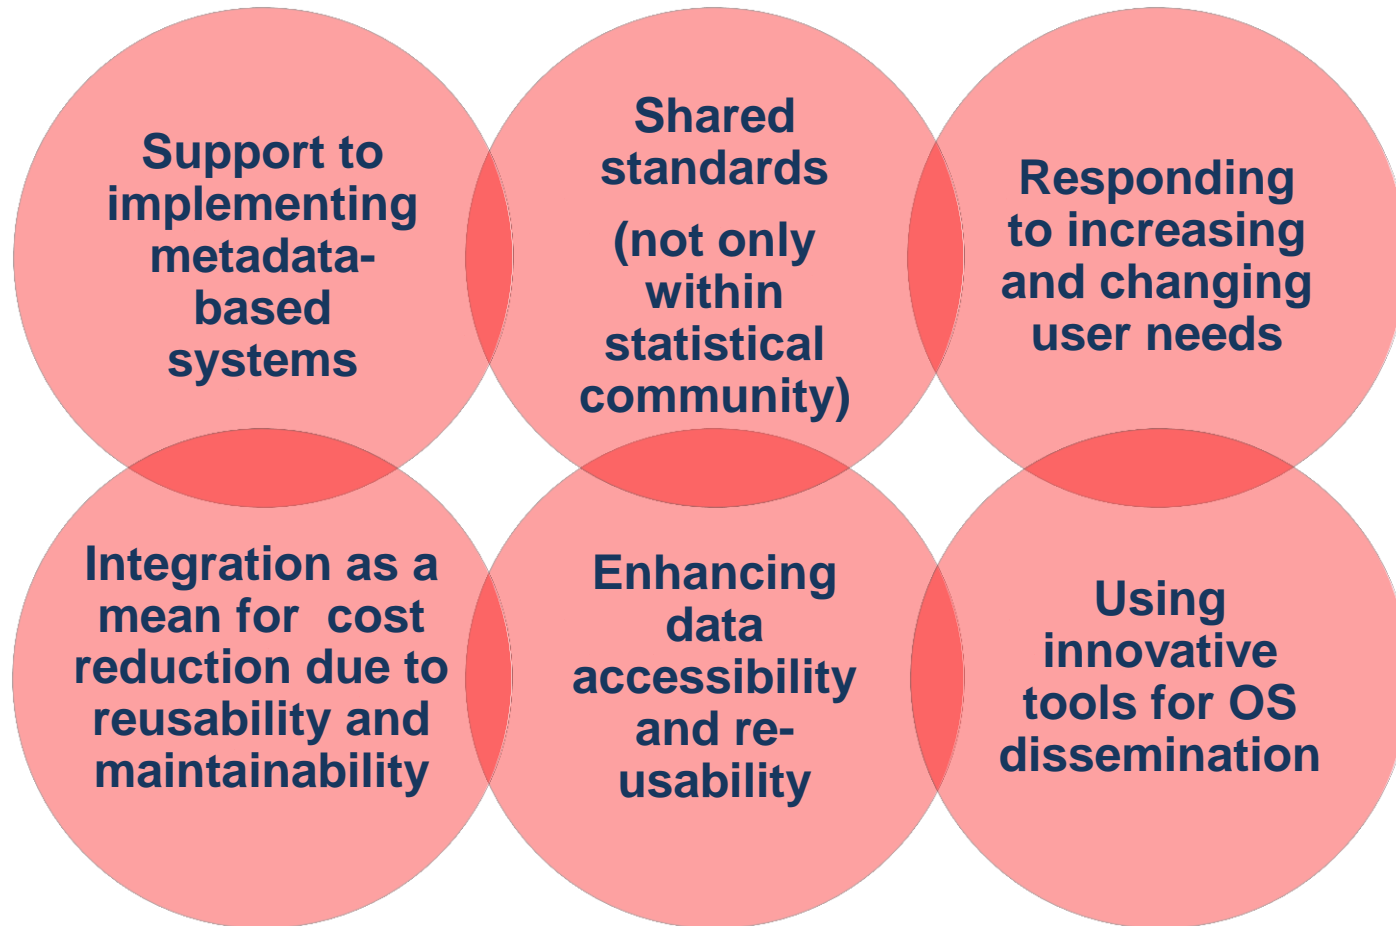 Support to
implementing
metadata-
based
systems
Shared
standards
(not only
within
statistical
community)
Responding
to increasing
and changing
user needs
Integration as a
mean for  cost
reduction due to
reusability and
maintainability
Enhancing
data
accessibility
and re-
usability
Using
innovative
tools for OS
dissemination